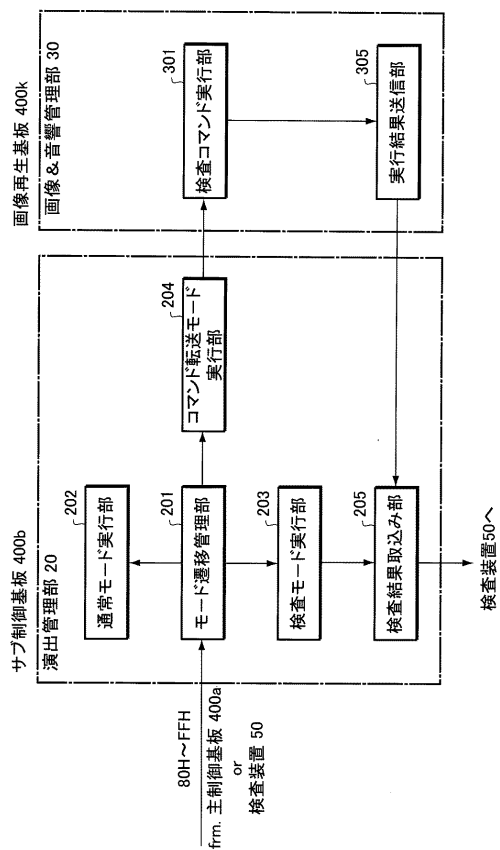 サブ制御基板 400b
演出管理部 20
202
通常モード実行部
80H～FFH
frm. 主制御基板 400a
or
検査装置 50
201
モード遷移管理部
203
検査モード実行部
205
検査結果取込み部
検査装置50へ
204
コマンド転送モード
実行部
画像再生基板 400k
画像＆音響管理部 30
301
検査コマンド実行部
305
実行結果送信部